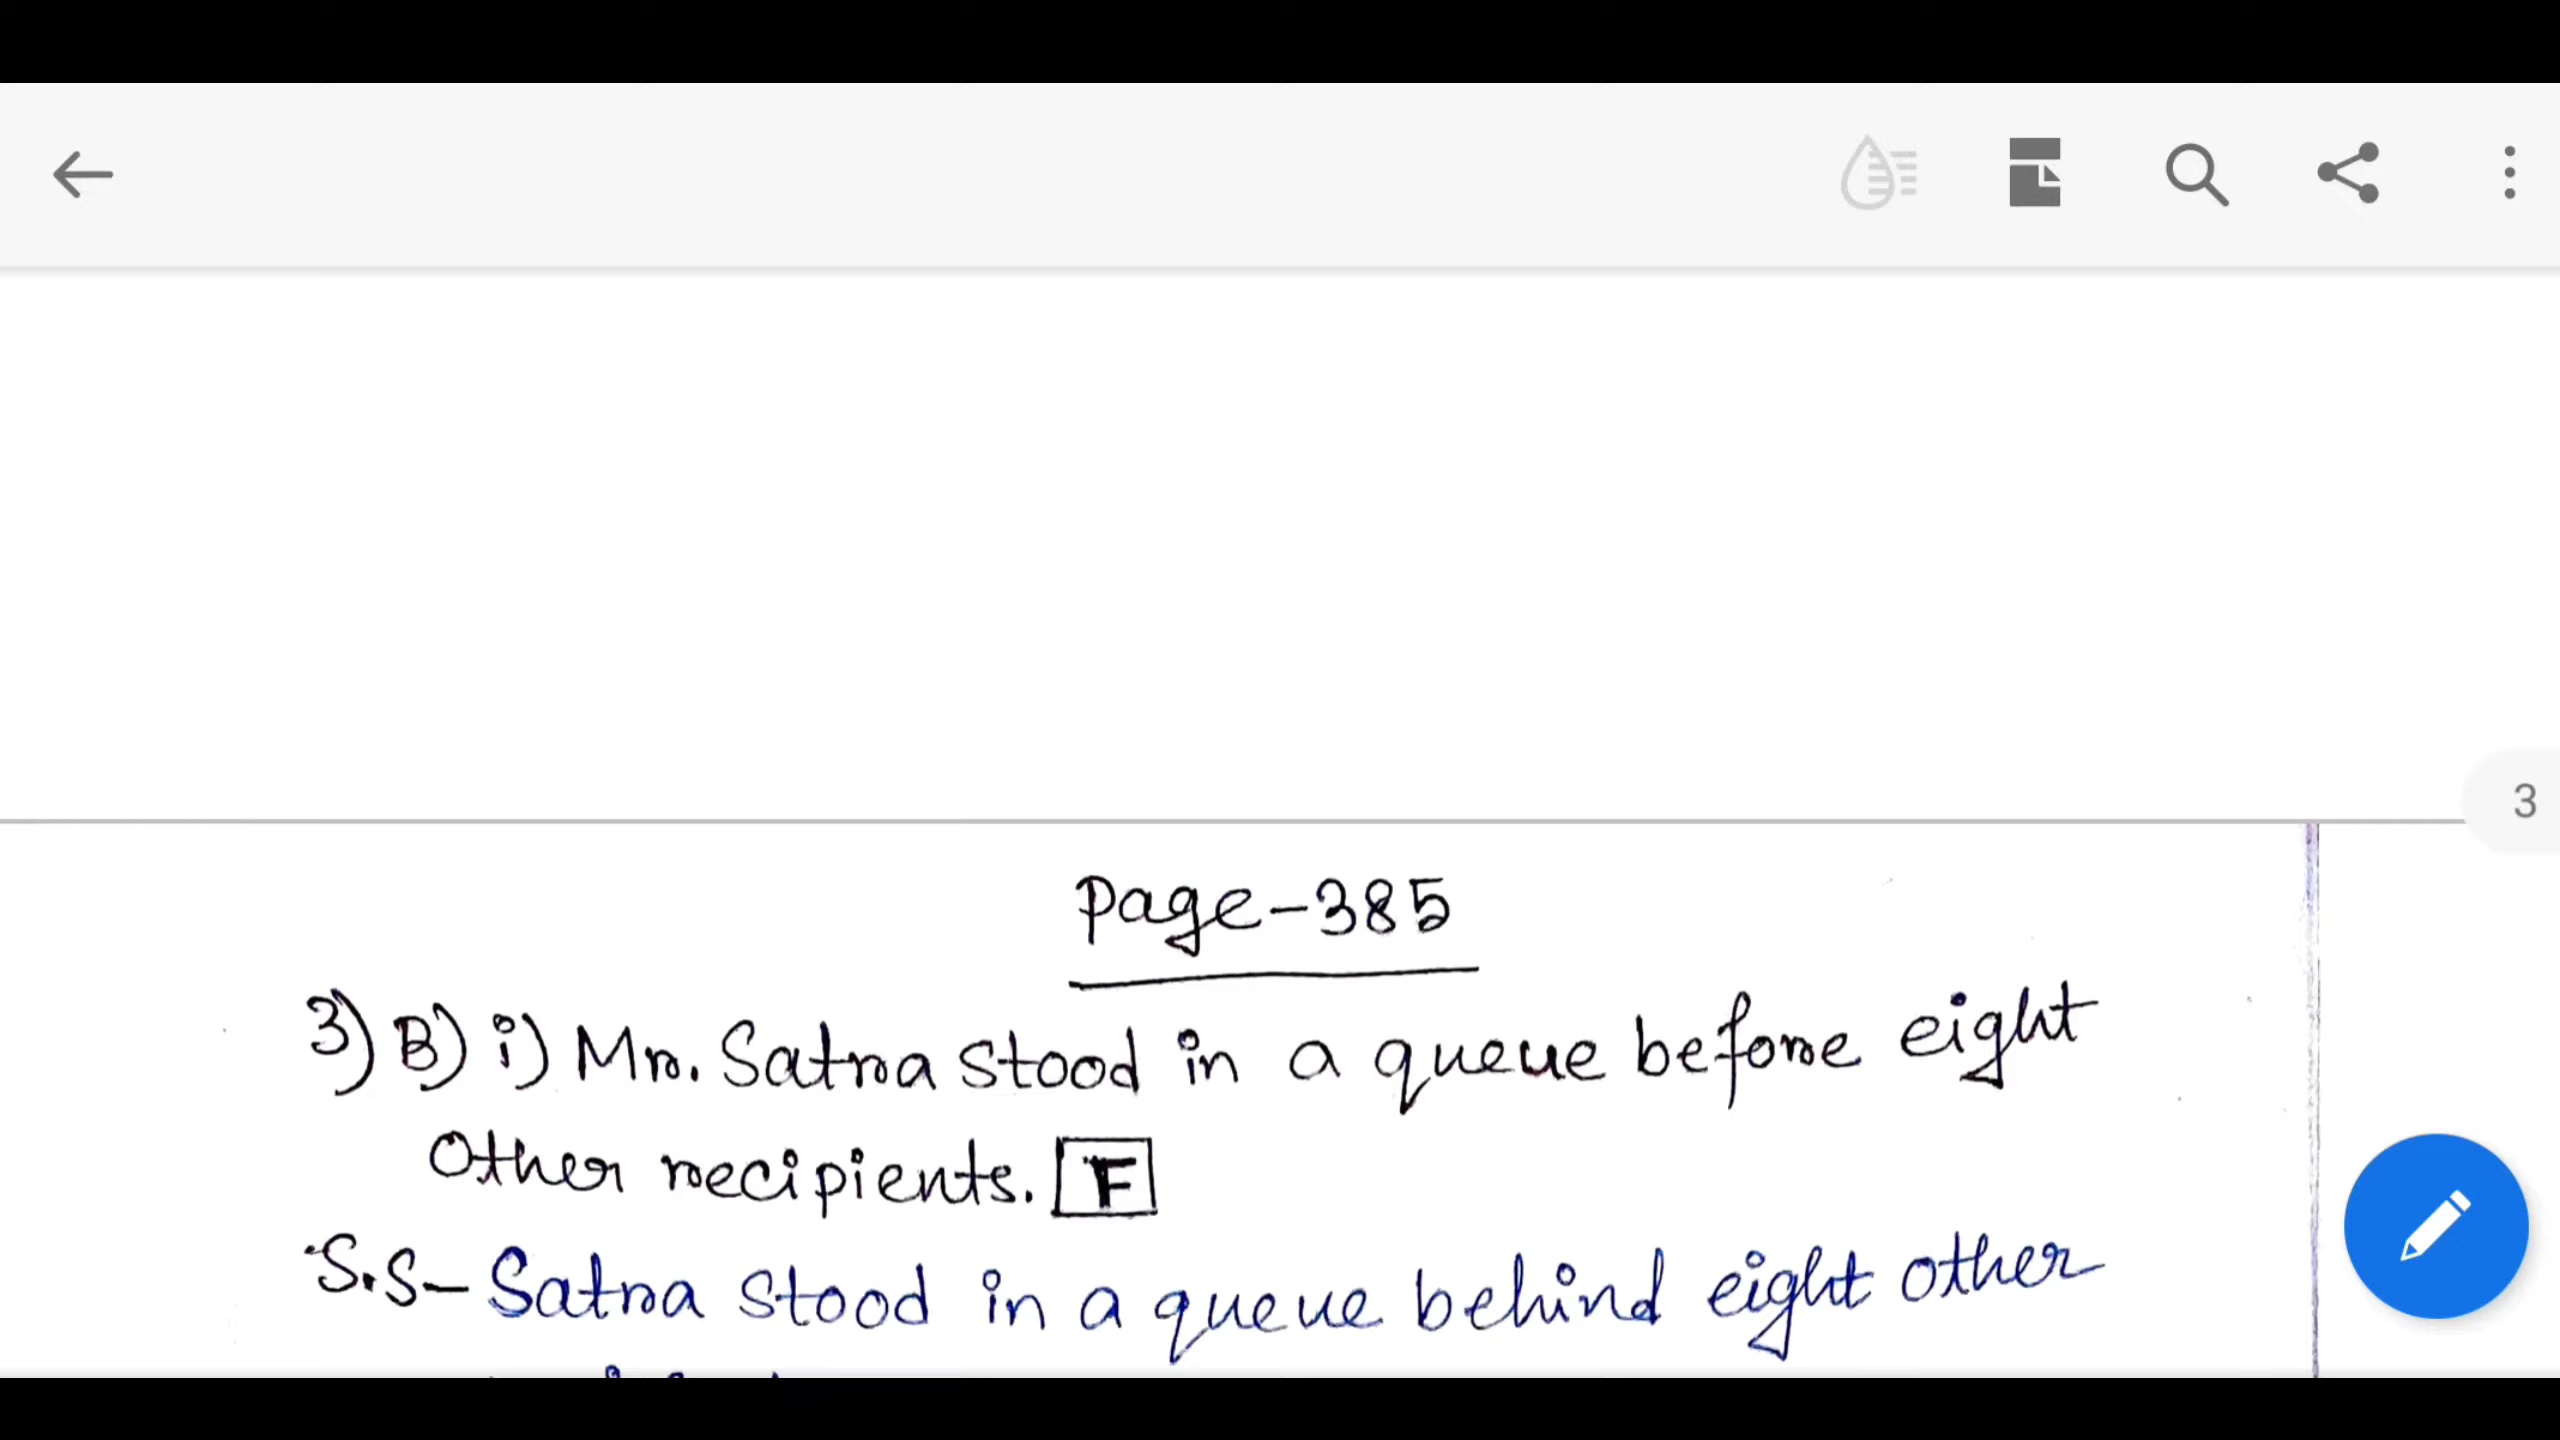 3
Page-385
3) B) i) Mr. Satra stood in a queue before eight
Other recipients. F
S.S- Satra stood in a queue behind eight other